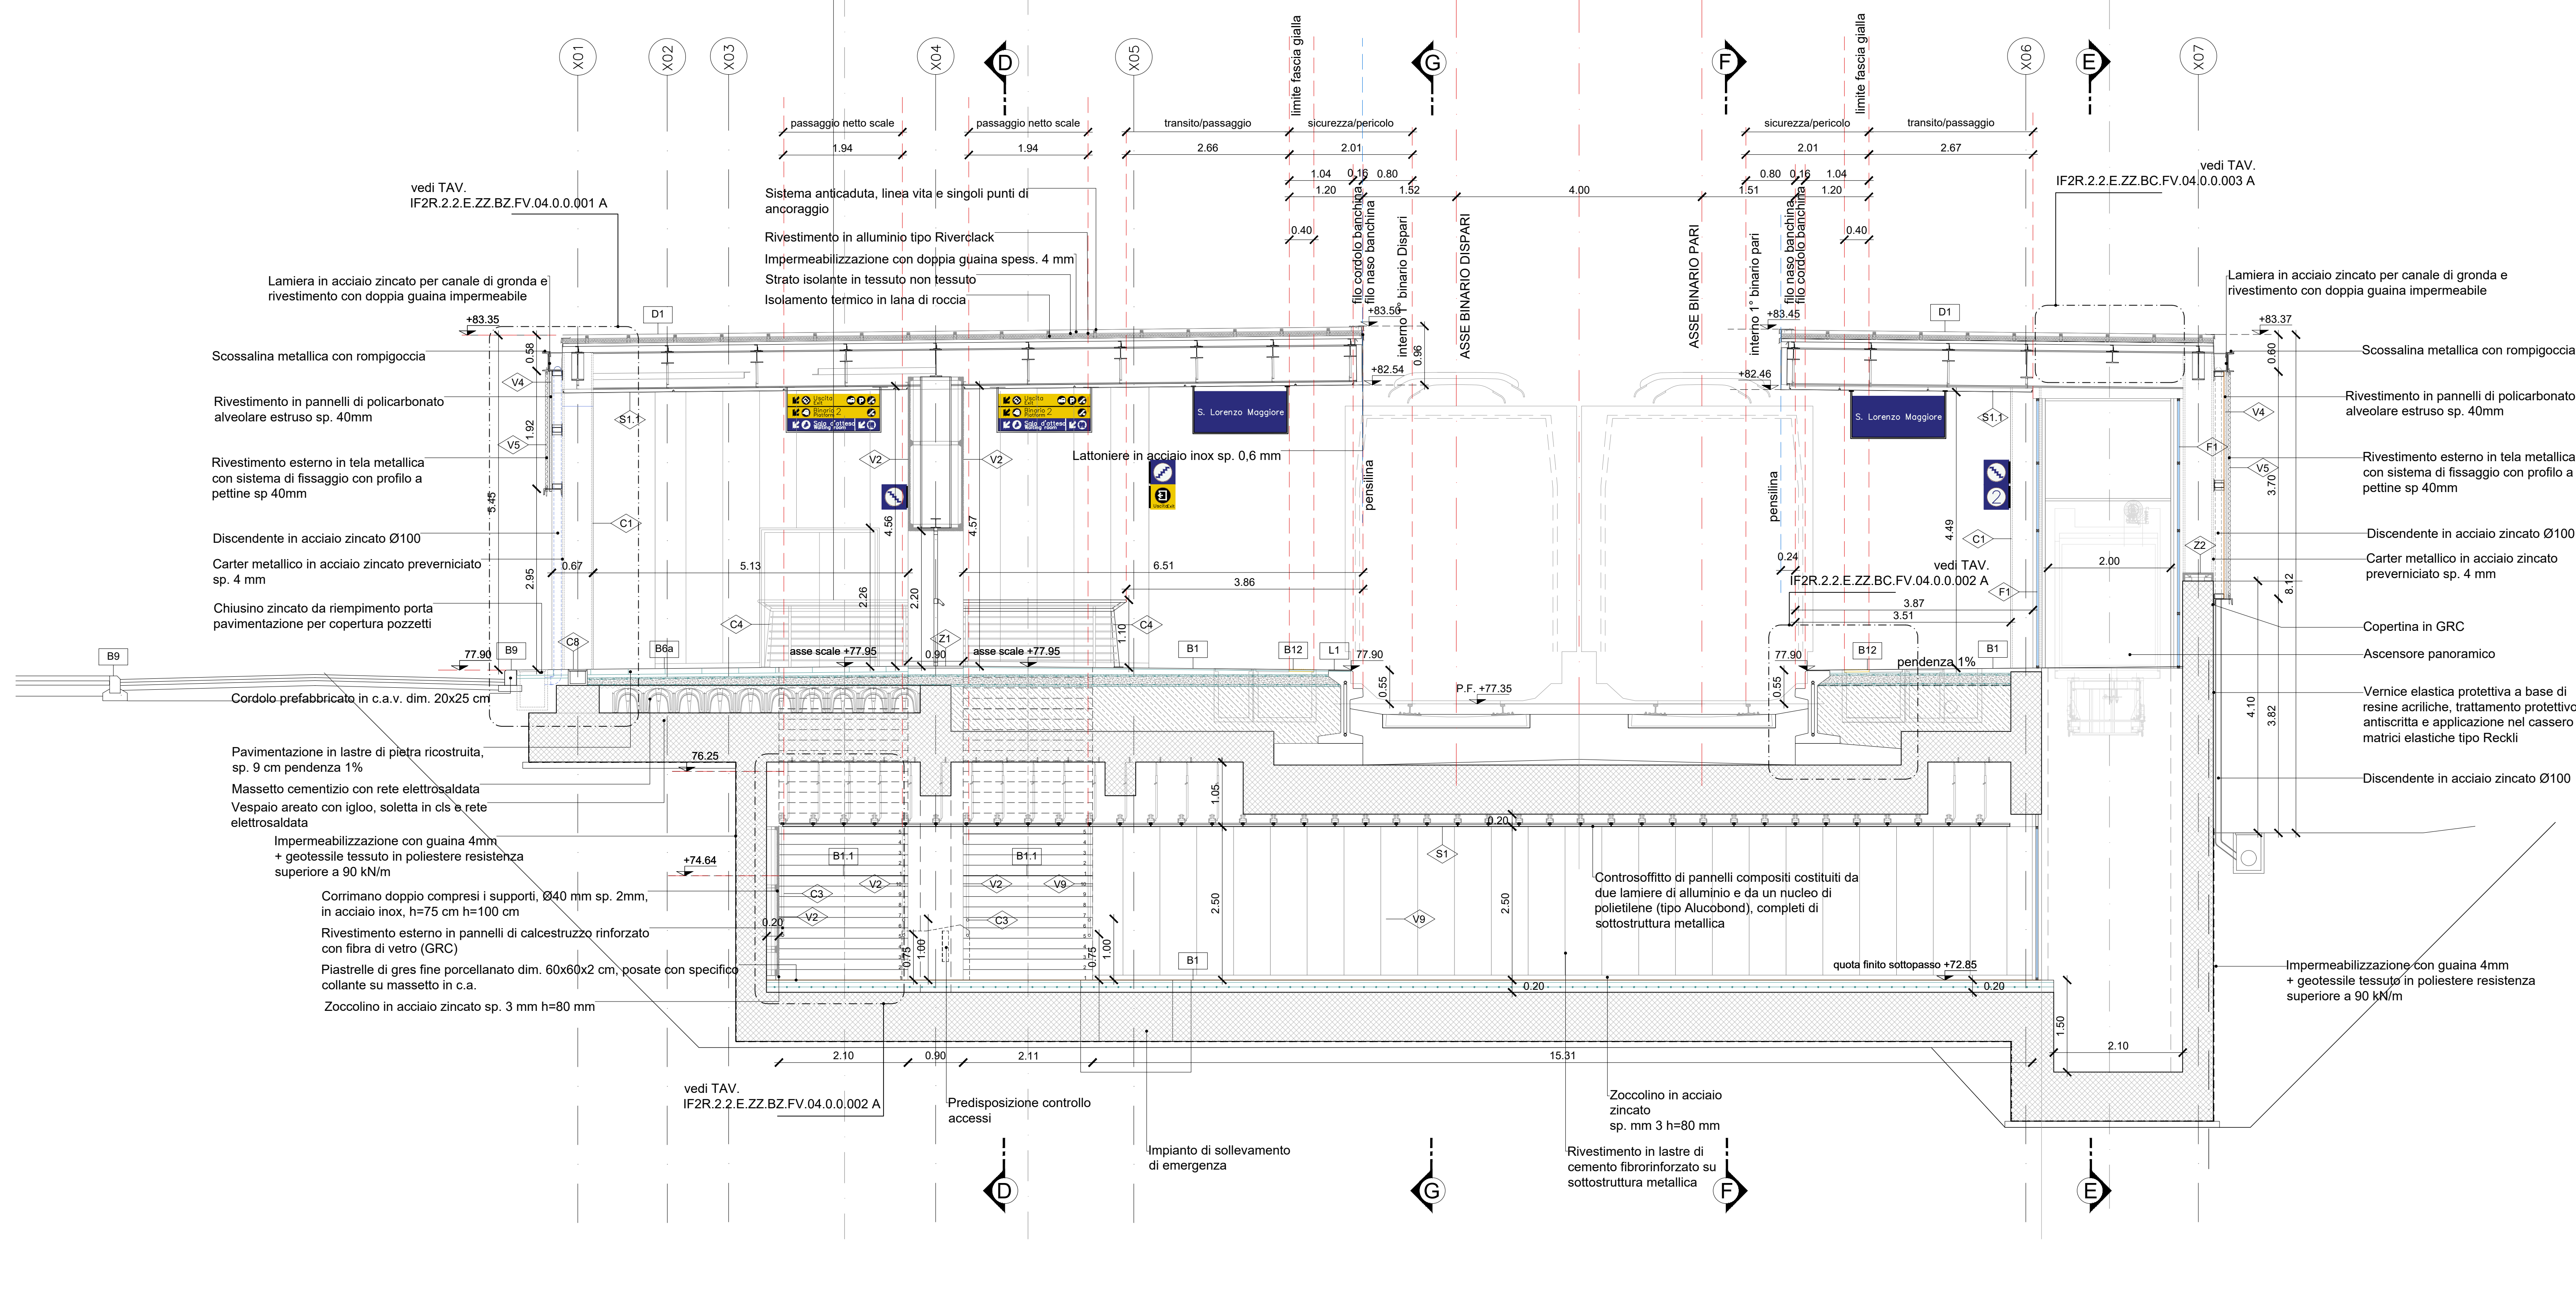 X01
X02
X03
X04
D
X05
limite fascia gialla
G
F
limite fascia gialla
X06
E
X07
passaggio netto scale
passaggio netto scale
transito/passaggio
sicurezza/pericolo
sicurezza/pericolo
transito/passaggio
1.94
1.94
2.66
2.01
2.01
2.67
1.04
0.16
0.80
0.80
0.16
1.04
1.20
1.52
4.00
1.51
1.20
0.40
0.40
filo cordolo banchina
filo naso banchina
interno 1° binario Dispari
ASSE BINARIO DISPARI
ASSE BINARIO PARI
interno 1° binario pari
filo naso banchina
filo cordolo banchina
vedi TAV.
IF2R.2.2.E.ZZ.BZ.FV.04.0.0.001 A
vedi TAV.
IF2R.2.2.E.ZZ.BC.FV.04.0.0.003 A
Sistema anticaduta, linea vita e singoli punti di
ancoraggio
Rivestimento in alluminio tipo Riverclack
Impermeabilizzazione con doppia guaina spess. 4 mm
Strato isolante in tessuto non tessuto
Isolamento termico in lana di roccia
Lamiera in acciaio zincato per canale di gronda e
rivestimento con doppia guaina impermeabile
Lamiera in acciaio zincato per canale di gronda e
rivestimento con doppia guaina impermeabile
+83.35
D1
+83.50
+83.45
D1
+83.37
0.58
0.96
0.60
Scossalina metallica con rompigoccia
Scossalina metallica con rompigoccia
V4
+82.54
+82.46
Rivestimento in pannelli di policarbonato
alveolare estruso sp. 40mm
Rivestimento in pannelli di policarbonato
alveolare estruso sp. 40mm
S1.1
S1.1
V4
Uscita
Exit
Binario 2
Platform
Sala d'attesa
Waiting room
Uscita
Exit
Binario 2
Platform
Sala d'attesa
Waiting room
S. Lorenzo Maggiore
S. Lorenzo Maggiore
1.92
V5
F1
Lattoniere in acciaio inox sp. 0,6 mm
Rivestimento esterno in tela metallica
con sistema di fissaggio con profilo a
pettine sp 40mm
Rivestimento esterno in tela metallica
con sistema di fissaggio con profilo a
pettine sp 40mm
V2
V2
V5
pensilina
pensilina
2
3.70
5.45
C1
4.56
4.57
4.49
C1
Discendente in acciaio zincato Ø100
Discendente in acciaio zincato Ø100
Z2
Carter metallico in acciaio zincato preverniciato
sp. 4 mm
Carter metallico in acciaio zincato
preverniciato sp. 4 mm
0.67
5.13
6.51
0.24
2.00
3.86
vedi TAV.
IF2R.2.2.E.ZZ.BC.FV.04.0.0.002 A
8.12
2.95
2.26
2.20
F1
Chiusino zincato da riempimento porta
pavimentazione per copertura pozzetti
3.87
3.51
C4
C4
1.10
Copertina in GRC
B9
B9
C8
B6a
Z1
B1
B12
L1
B12
B1
Ascensore panoramico
77.90
asse scale +77.95
0.90
asse scale +77.95
77.90
77.90
pendenza 1%
Cordolo prefabbricato in c.a.v. dim. 20x25 cm
0.55
P.F. +77.35
0.55
Vernice elastica protettiva a base di
resine acriliche, trattamento protettivo
antiscritta e applicazione nel cassero
matrici elastiche tipo Reckli
4.10
3.82
Pavimentazione in lastre di pietra ricostruita,
sp. 9 cm pendenza 1%
76.25
Massetto cementizio con rete elettrosaldata
Vespaio areato con igloo, soletta in cls e rete
elettrosaldata
1.05
Discendente in acciaio zincato Ø100
0.20
Impermeabilizzazione con guaina 4mm
+ geotessile tessuto in poliestere resistenza
superiore a 90 kN/m
+74.64
B1.1
B1.1
S1
Corrimano doppio compresi i supporti, Ø40 mm sp. 2mm,
in acciaio inox, h=75 cm h=100 cm
C3
V2
V2
V9
2.50
2.50
Controsoffitto di pannelli compositi costituiti da
due lamiere di alluminio e da un nucleo di
polietilene (tipo Alucobond), completi di
sottostruttura metallica
V2
C3
V9
0.20
Rivestimento esterno in pannelli di calcestruzzo rinforzato
con fibra di vetro (GRC)
0.75
1.00
0.75
1.00
B1
Piastrelle di gres fine porcellanato dim. 60x60x2 cm, posate con specifico
collante su massetto in c.a.
quota finito sottopasso +72.85
0.20
0.20
Impermeabilizzazione con guaina 4mm
+ geotessile tessuto in poliestere resistenza
superiore a 90 kN/m
Zoccolino in acciaio zincato sp. 3 mm h=80 mm
1.50
2.10
0.90
2.11
15.31
2.10
vedi TAV.
IF2R.2.2.E.ZZ.BZ.FV.04.0.0.002 A
Predisposizione controllo
accessi
Zoccolino in acciaio
zincato
sp. mm 3 h=80 mm
Impianto di sollevamento
di emergenza
Rivestimento in lastre di
cemento fibrorinforzato su
sottostruttura metallica
D
G
F
E